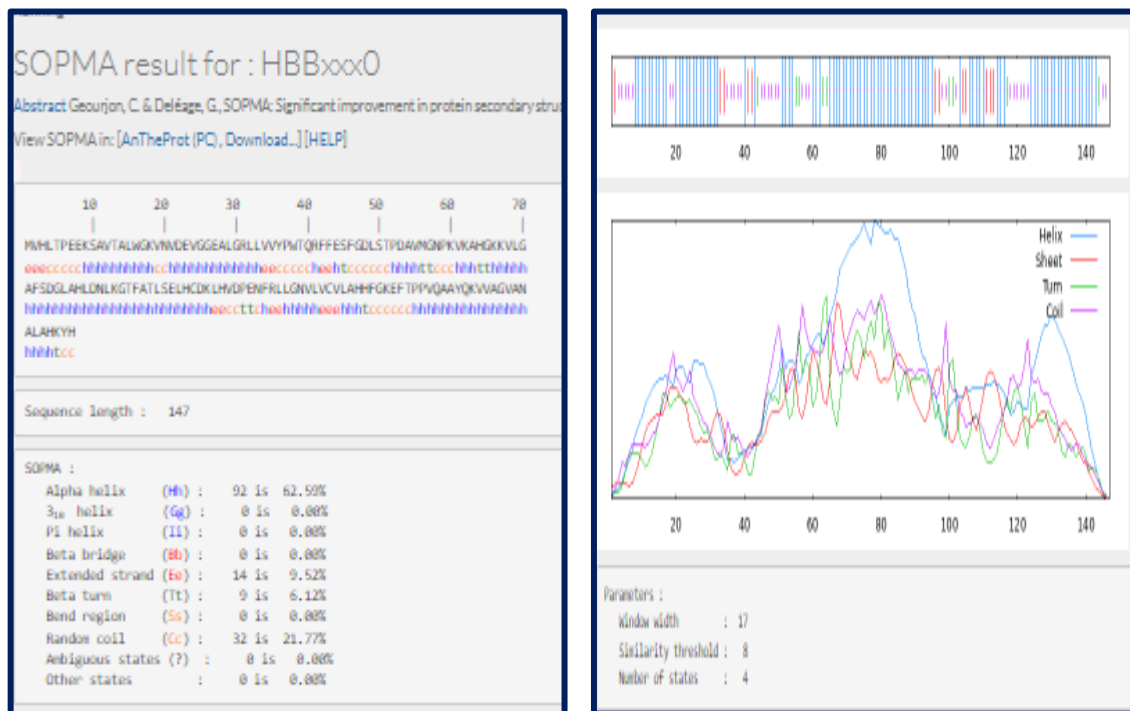 SOPMA result for : HBBxxx0
Abstract Geourjon, C. & Deléage, G., SOPMA: Significant improvement in protein secondary struc
View SOPMA in: [AnTheProt (PC) , Download...] [HELP]
10 20 30 40 50 60 70
| | | | | | |
MVHLTPEEKSAVTALWGKVNVDEVGGEALGRLLVVYPWTQRFFESFGDLSTPDAVMGNPKVKAHGKKVLG
eeeccccchhhhhhhhhhcchhhhhhhhhhhheecccccheehtcccccchhhhttccchhhtthhhhhh
AFSDGLAHLDNLKGTFATLSELHCDKLHVDPENFRLLGNVLVCVLAHHFGKEFTPPVQAAYQKVVAGVAN
hhhhhhhhhhhhhhhhhhhhhhhhheeccttcheehhhhheeehhhtcccccchhhhhhhhhhhhhhhhh
ALAHKYH
hhhhtcc
Sequence length : 147
SOPMA :
Alpha helix (Hh) : 92 is 62.59%
3₁₀ helix (Gg) : 0 is 0.00%
Pi helix (Ii) : 0 is 0.00%
Beta bridge (Bb) : 0 is 0.00%
Extended strand (Ee) : 14 is 9.52%
Beta turn (Tt) : 9 is 6.12%
Bend region (Ss) : 0 is 0.00%
Random coil (Cc) : 32 is 21.77%
Ambiguous states (?) : 0 is 0.00%
Other states : 0 is 0.00%
20 40 60 80 100 120 140
Helix
Sheet
Turn
Coil
20 40 60 80 100 120 140
Parameters :
Window width : 17
Similarity threshold : 8
Number of states : 4